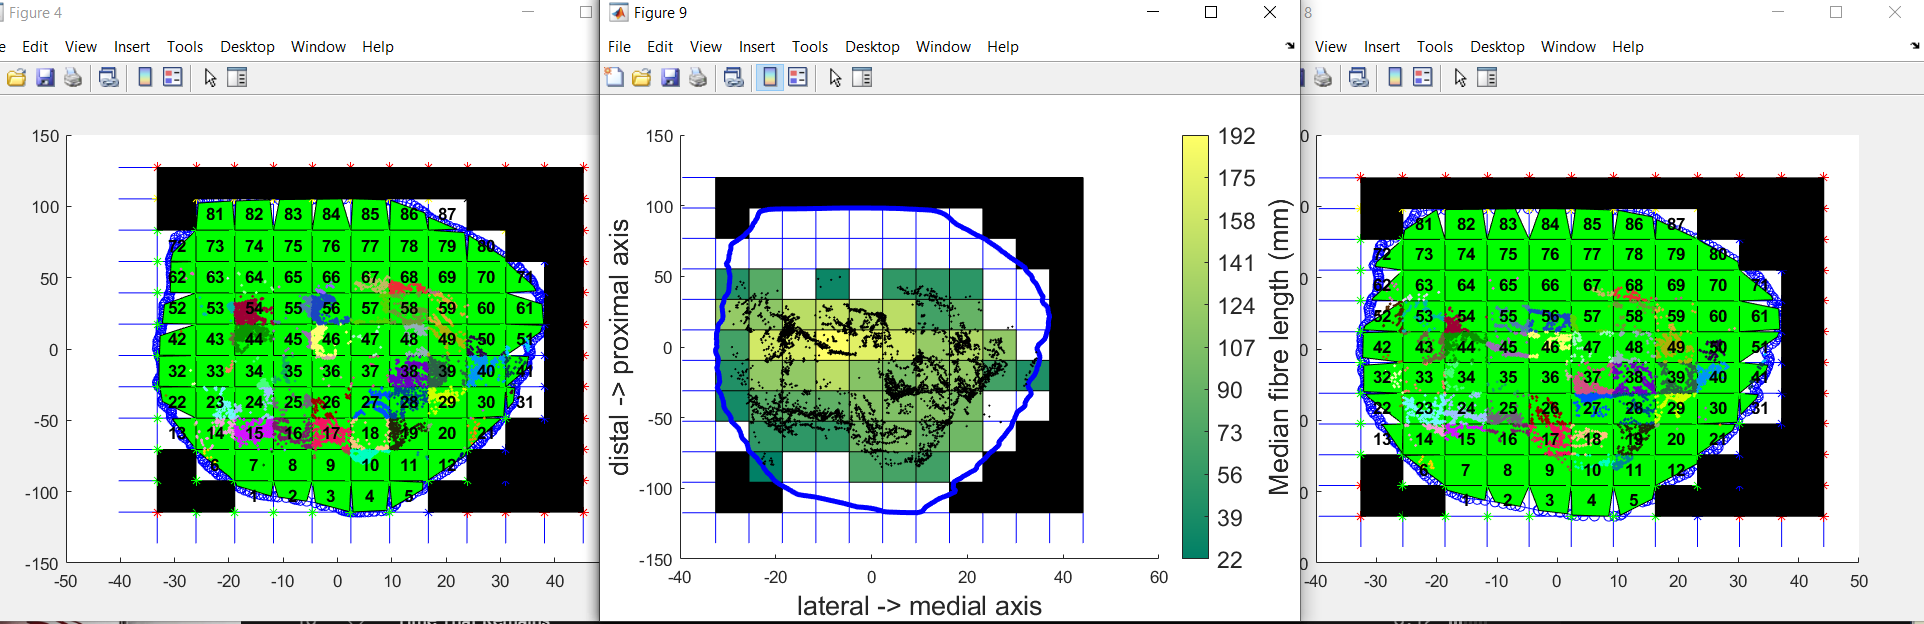 Figure 4
Edit View Insert Tools Desktop Window Help
150
100
50
0
-50
-100
-150
-50 -40 -30 -20 -10 0 10 20 30 40
81 82 83 84 85 86 87
72 73 74 75 76 77 78 79 80
62 63 64 65 66 67 68 69 70 71
52 53 54 55 56 57 58 59 60 61
42 43 44 45 46 47 48 49 50 51
32 33 34 35 36 37 38 39 40 41
22 23 24 25 26 27 28 29 30 31
13 14 15 16 17 18 19 20 21
6 7 8 9 10 11 12
1 2 3 4 5
Figure 9
File Edit View Insert Tools Desktop Window Help
distal -> proximal axis
150
100
50
0
-50
-100
-150
-40 -20 0 20 40 60
lateral -> medial axis
192
175
158
141
124
107
90
73
56
39
22
Median fibre length (mm)
8
View Insert Tools Desktop Window Help
0
0
0
0
0
0
-40 -30 -20 -10 0 10 20 30 40 50
81 82 83 84 85 86 87
72 73 74 75 76 77 78 79 80
62 63 64 65 66 67 68 69 70 71
52 53 54 55 56 57 58 59 60 61
42 43 44 45 46 47 48 49 50 51
32 33 34 35 36 37 38 39 40 41
22 23 24 25 26 27 28 29 30 31
13 14 15 16 17 18 19 20 21
6 7 8 9 10 11 12
1 2 3 4 5